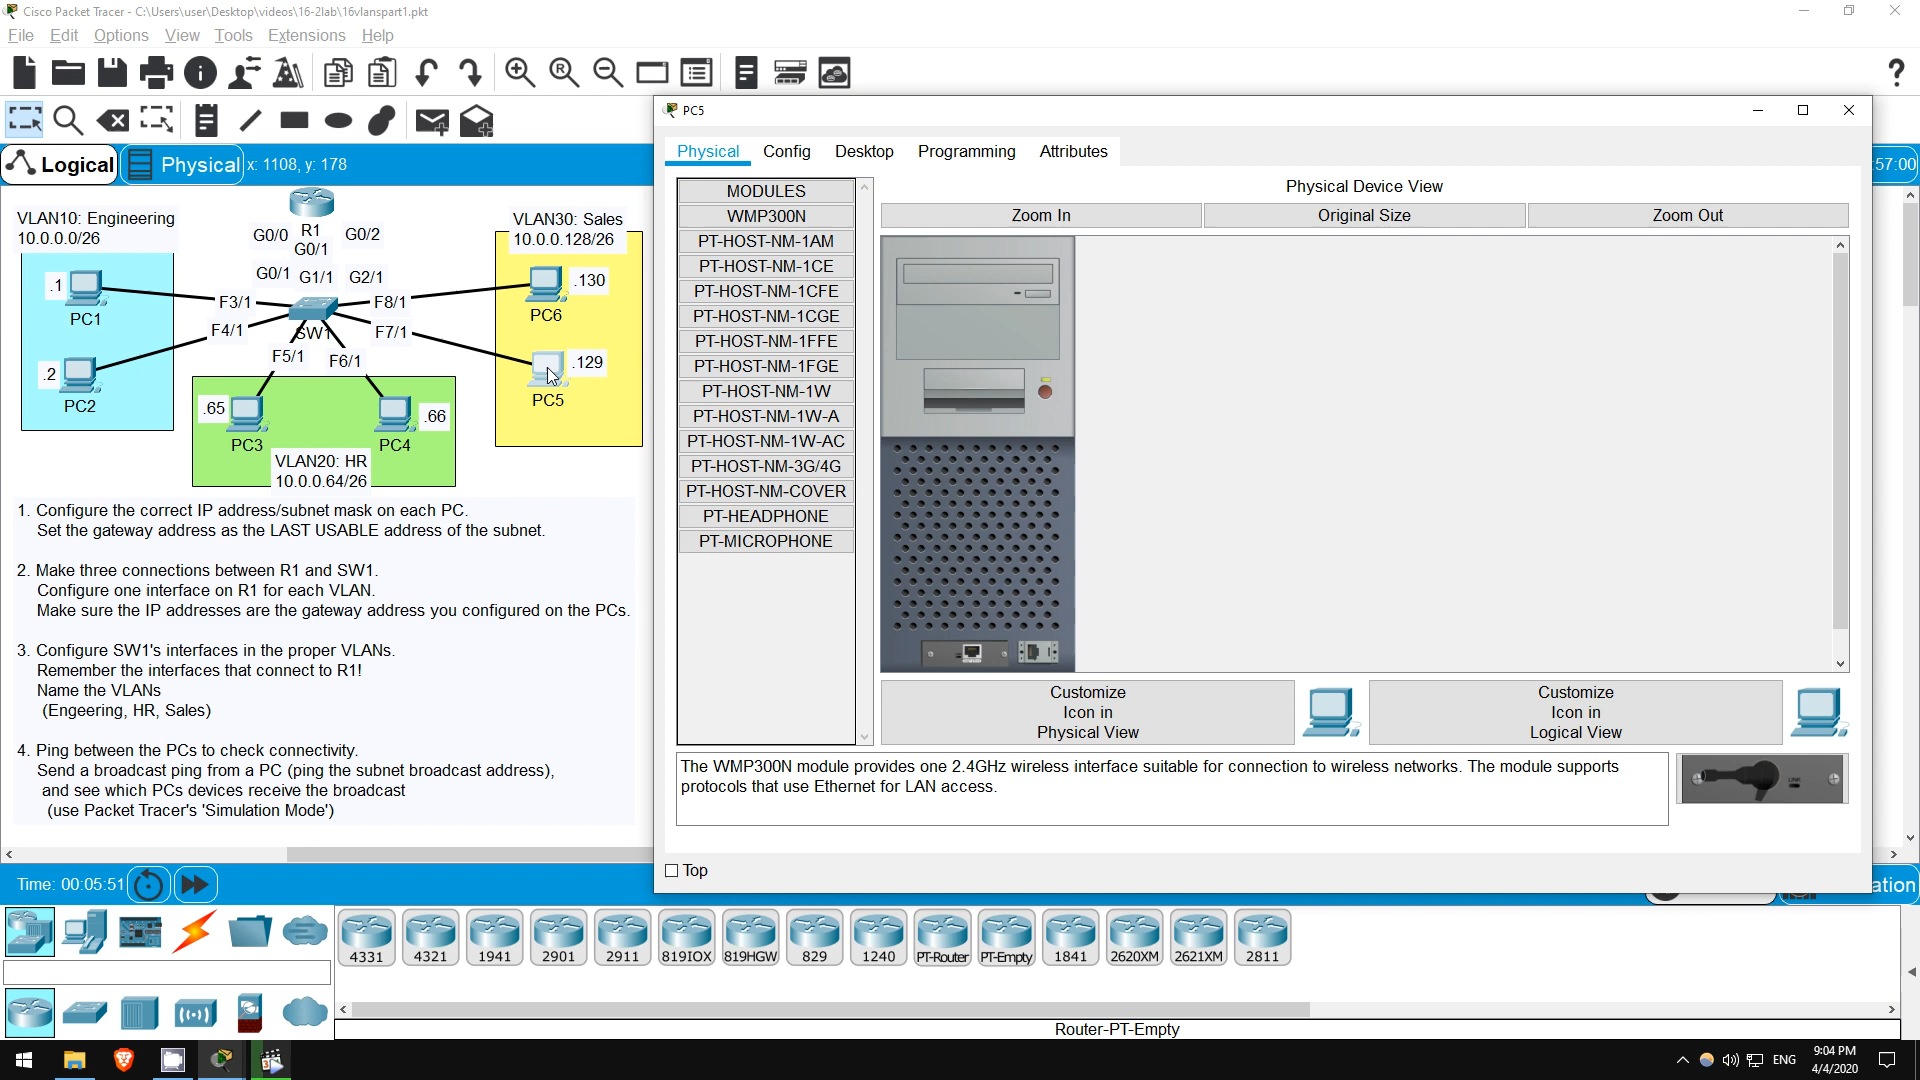 Cisco Packet Tracer - C:\Users\user\Desktop\videos\16-2lab\16vlanspart1.pkt
File Edit Options View Tools Extensions Help
Logical
Physical
x: 1108, y: 178
57:00
VLAN10: Engineering
10.0.0.0/26
G0/0
R1
G0/2
G0/1
VLAN30: Sales
10.0.0.128/26
G0/1
G1/1
G2/1
.1
PC1
F3/1
F8/1
.130
PC6
F4/1
SW1
F7/1
.2
PC2
F5/1
F6/1
.129
PC5
.65
PC3
.66
PC4
VLAN20: HR
10.0.0.64/26
1. Configure the correct IP address/subnet mask on each PC.
Set the gateway address as the LAST USABLE address of the subnet.
2. Make three connections between R1 and SW1.
Configure one interface on R1 for each VLAN.
Make sure the IP addresses are the gateway address you configured on the PCs.
3. Configure SW1's interfaces in the proper VLANs.
Remember the interfaces that connect to R1!
Name the VLANs
(Engeering, HR, Sales)
4. Ping between the PCs to check connectivity.
Send a broadcast ping from a PC (ping the subnet broadcast address),
and see which PCs devices receive the broadcast
(use Packet Tracer's 'Simulation Mode')
PC5
Physical Config Desktop Programming Attributes
MODULES
WMP300N
PT-HOST-NM-1AM
PT-HOST-NM-1CE
PT-HOST-NM-1CFE
PT-HOST-NM-1CGE
PT-HOST-NM-1FFE
PT-HOST-NM-1FGE
PT-HOST-NM-1W
PT-HOST-NM-1W-A
PT-HOST-NM-1W-AC
PT-HOST-NM-3G/4G
PT-HOST-NM-COVER
PT-HEADPHONE
PT-MICROPHONE
Physical Device View
Zoom In
Original Size
Zoom Out
Customize
Icon in
Physical View
Customize
Icon in
Logical View
The WMP300N module provides one 2.4GHz wireless interface suitable for connection to wireless networks. The module supports
protocols that use Ethernet for LAN access.
LINK
Top
Time: 00:05:51
ation
4331 4321 1941 2901 2911 819IOX 819HGW 829 1240 PT-Router PT-Empty 1841 2620XM 2621XM 2811
Router-PT-Empty
ENG
9:04 PM
4/4/2020